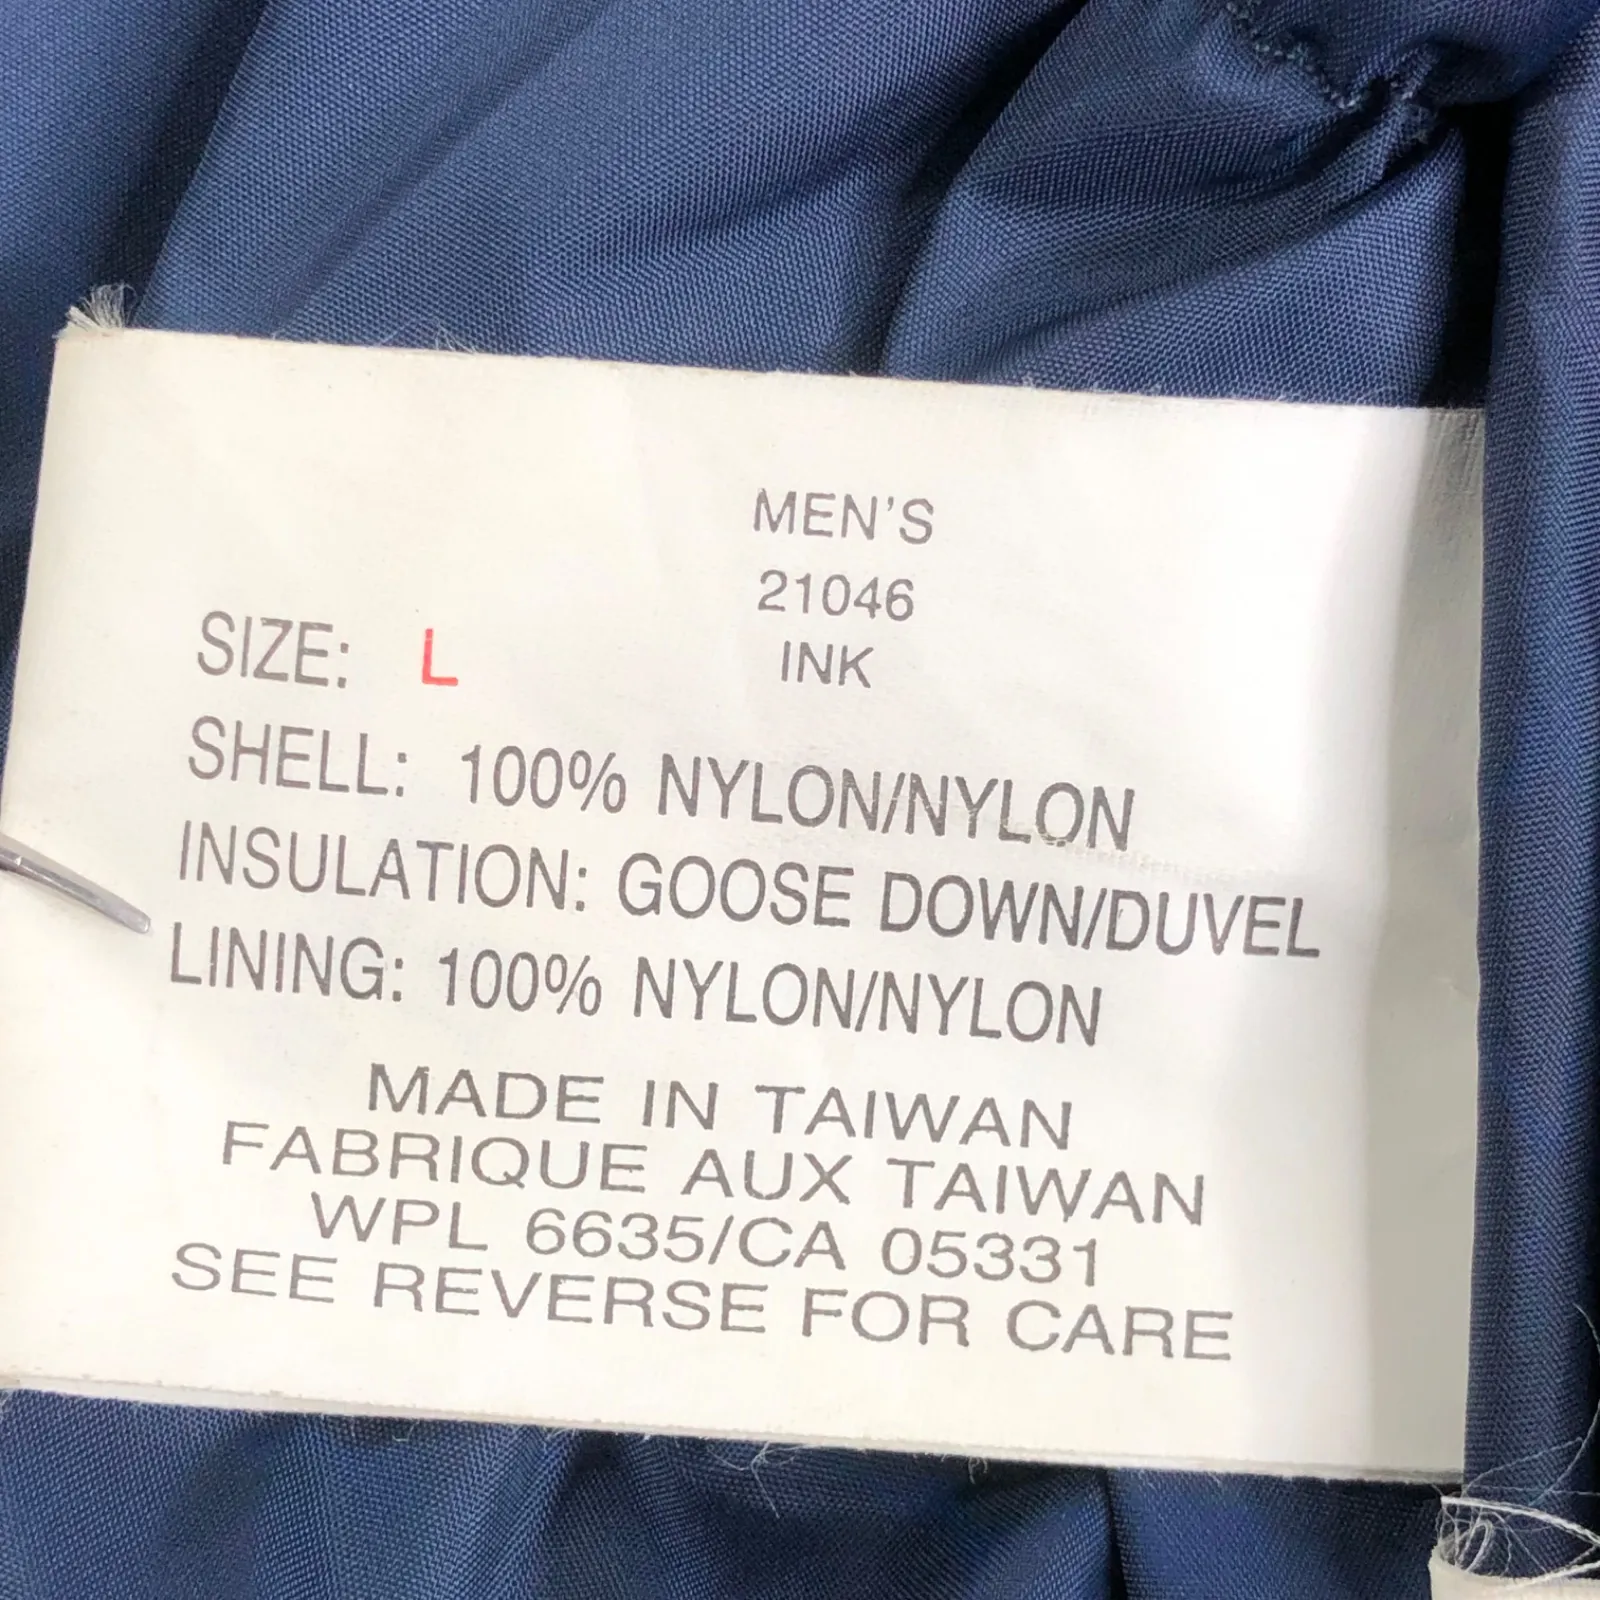 MEN'S
21046
INK
SIZE: L
SHELL: 100% NYLON/NYLON
INSULATION: GOOSE DOWN/DUVEL
LINING: 100% NYLON/NYLON
MADE IN TAIWAN
FABRIQUE AUX TAIWAN
WPL 6635/CA 05331
SEE REVERSE FOR CARE